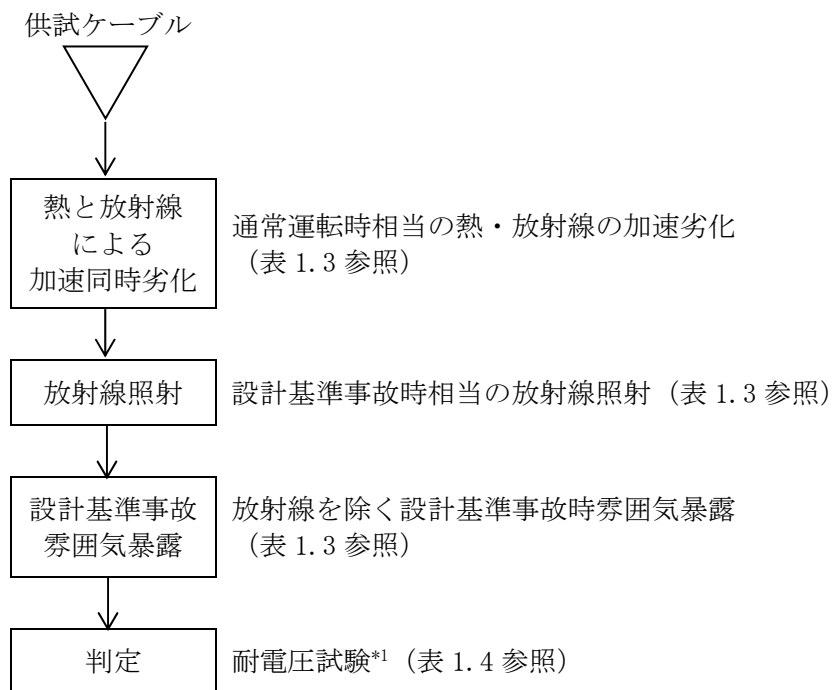 供試ケーブル
熱と放射線
による
加速同時劣化
通常運転時相当の熱・放射線の加速劣化
（表 1.3 参照）
放射線照射
設計基準事故時相当の放射線照射（表 1.3 参照）
設計基準事故
雰囲気暴露
放射線を除く設計基準事故時雰囲気暴露
（表 1.3 参照）
判定
耐電圧試験*1（表 1.4 参照）